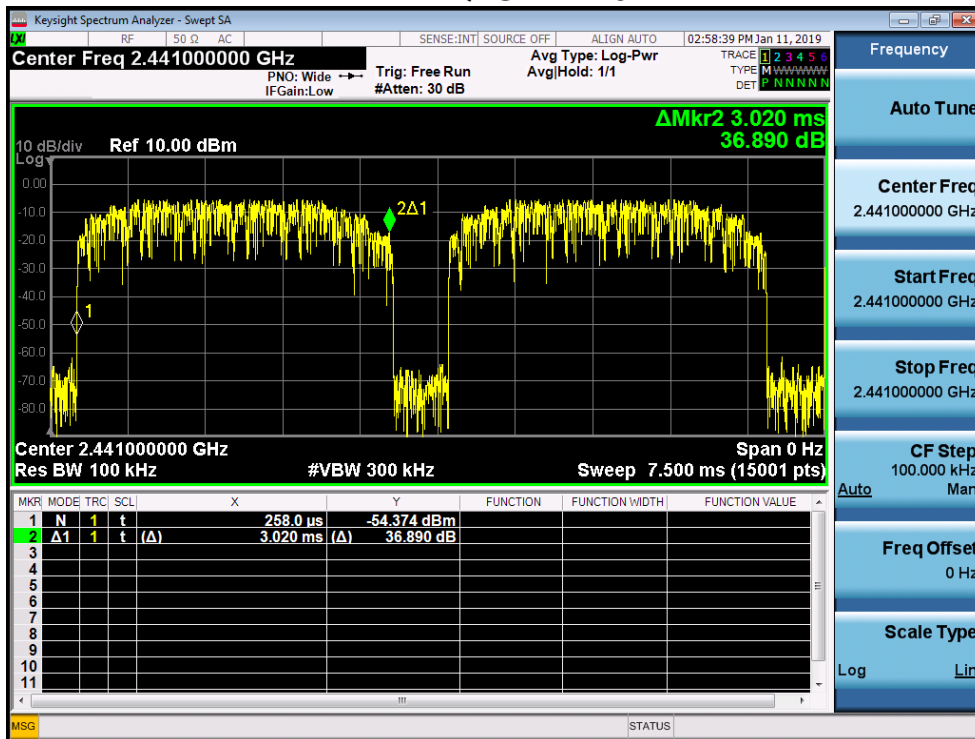 Keysight Spectrum Analyzer - Swept SA
LXI RF 50 Ω AC SENSE:INT SOURCE OFF ALIGN AUTO 02:58:39 PM Jan 11, 2019
Center Freq 2.441000000 GHz Avg Type: Log-Pwr TRACE 1 2 3 4 5 6
PNO: Wide Trig: Free Run Avg|Hold: 1/1 TYPE M WWWWW
IFGain:Low #Atten: 30 dB DET P N N N N N
ΔMkr2 3.020 ms
36.890 dB
10 dB/div Ref 10.00 dBm
Log
0.00
-10.0
-20.0
-30.0
-40.0
-50.0
-60.0
-70.0
-80.0
2Δ1
1
Center 2.441000000 GHz Span 0 Hz
Res BW 100 kHz #VBW 300 kHz Sweep 7.500 ms (15001 pts)
MKR MODE TRC SCL X Y FUNCTION FUNCTION WIDTH FUNCTION VALUE
1 N 1 t 258.0 µs -54.374 dBm
2 Δ1 1 t (Δ) 3.020 ms (Δ) 36.890 dB
3
4
5
6
7
8
9
10
11
MSG STATUS
Frequency
Auto Tune
Center Freq
2.441000000 GHz
Start Freq
2.441000000 GHz
Stop Freq
2.441000000 GHz
CF Step
100.000 kHz
Auto Man
Freq Offset
0 Hz
Scale Type
Log Lin